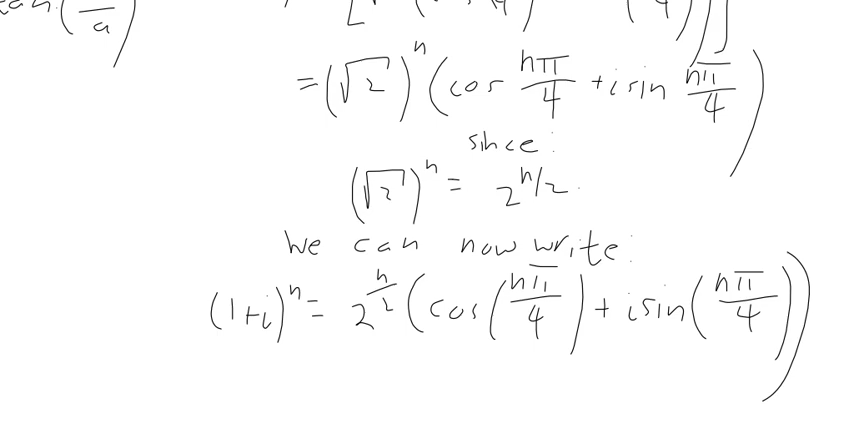 = (√2)^n (cos nπ/4 + i sin nπ/4)
since:
(√2)^n = 2^n/2.
We can now write:
(1+i)^n = 2^n/2 (cos(nπ/4) + i sin(nπ/4))